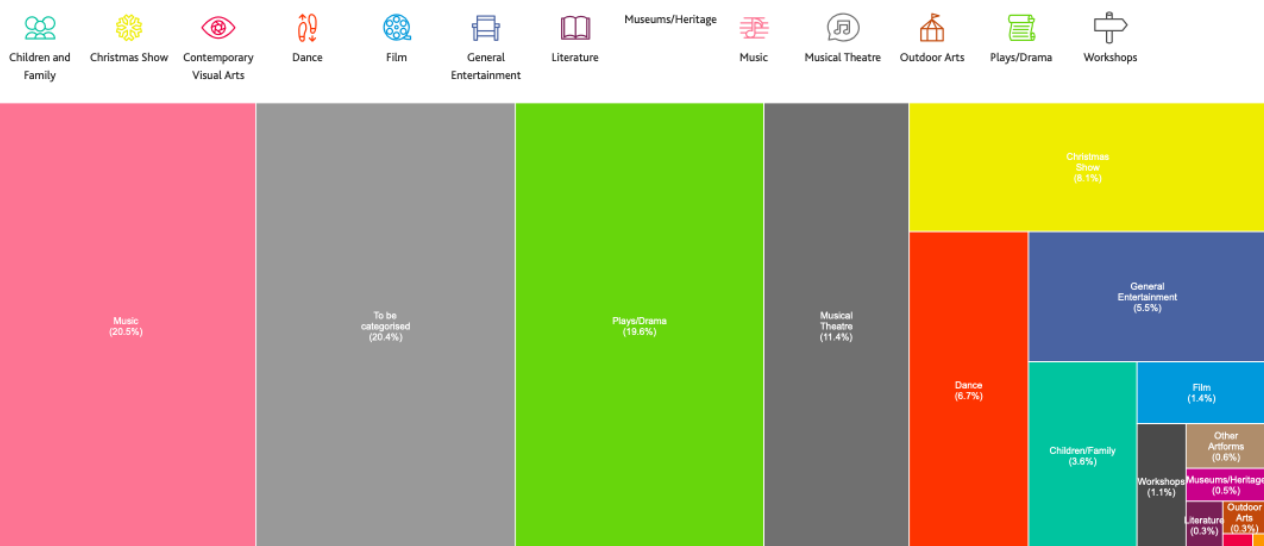 Children and
Family
Christmas Show
Contemporary
Visual Arts
Dance
Film
General
Entertainment
Literature
Museums/Heritage
Music
Musical Theatre
Outdoor Arts
Plays/Drama
Workshops
Music
(20.5%)
To be
categorised
(20.4%)
Plays/Drama
(19.6%)
Musical
Theatre
(11.4%)
Christmas
Show
(8.1%)
Dance
(6.7%)
General
Entertainment
(5.5%)
Children/Family
(3.6%)
Film
(1.4%)
Workshops
(1.1%)
Other
Artforms
(0.6%)
Museums/Heritage
(0.5%)
Literature
(0.3%)
Outdoor
Arts
(0.3%)